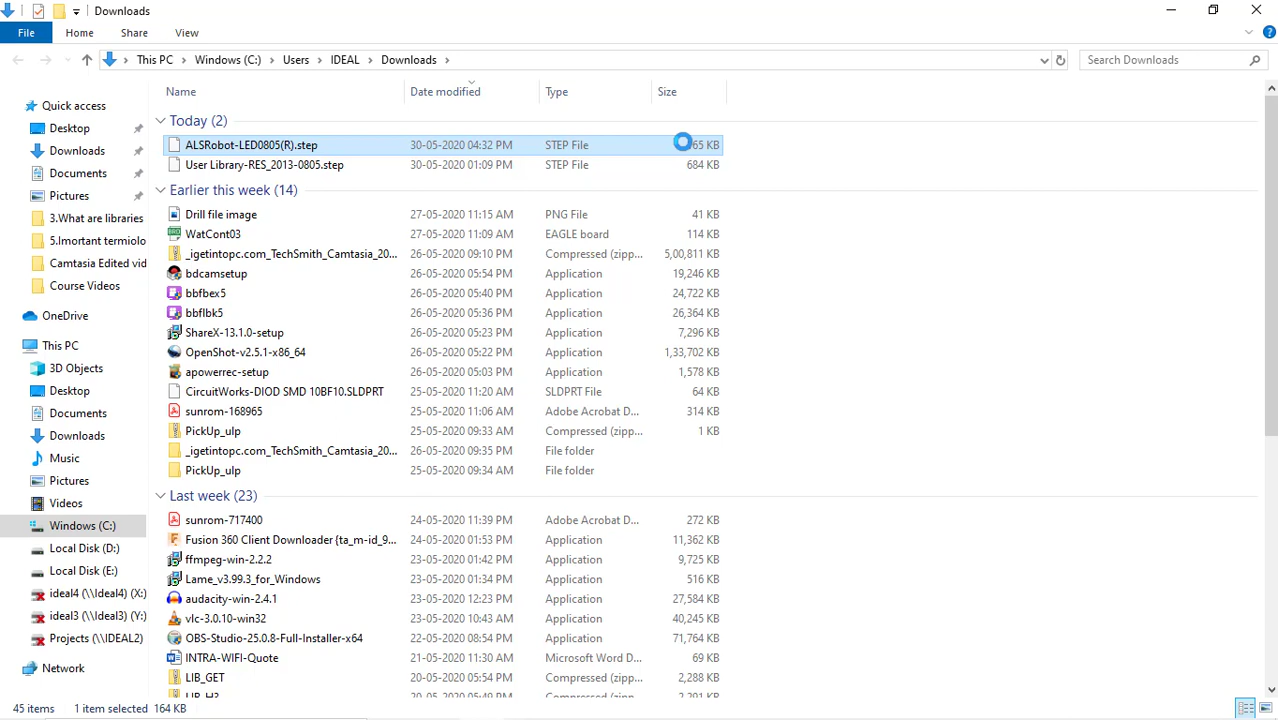 Downloads
File Home Share View
This PC Windows (C:) Users IDEAL Downloads
Search Downloads
Name Date modified Type Size
Quick access
Desktop
Downloads
Documents
Pictures
3.What are libraries
5.Imortant termiolo
Camtasia Edited vid
Course Videos
OneDrive
This PC
3D Objects
Desktop
Documents
Downloads
Music
Pictures
Videos
Windows (C:)
Local Disk (D:)
Local Disk (E:)
ideal4 (\\Ideal4) (X:)
ideal3 (\\Ideal3) (Y:)
Projects (\\IDEAL2)
Network
Today (2)
ALSRobot-LED0805(R).step 30-05-2020 04:32 PM STEP File 65 KB
User Library-RES_2013-0805.step 30-05-2020 01:09 PM STEP File 684 KB
Earlier this week (14)
Drill file image 27-05-2020 11:15 AM PNG File 41 KB
WatCont03 27-05-2020 11:09 AM EAGLE board 114 KB
_igetintopc.com_TechSmith_Camtasia_20... 26-05-2020 09:10 PM Compressed (zipp... 5,00,811 KB
bdcamsetup 26-05-2020 05:54 PM Application 19,246 KB
bbfbex5 26-05-2020 05:40 PM Application 24,722 KB
bbflbk5 26-05-2020 05:36 PM Application 26,364 KB
ShareX-13.1.0-setup 26-05-2020 05:23 PM Application 7,296 KB
OpenShot-v2.5.1-x86_64 26-05-2020 05:22 PM Application 1,33,702 KB
apowerrec-setup 26-05-2020 05:03 PM Application 1,578 KB
CircuitWorks-DIOD SMD 10BF10.SLDPRT 25-05-2020 11:20 AM SLDPRT File 64 KB
sunrom-168965 25-05-2020 11:06 AM Adobe Acrobat D... 314 KB
PickUp_ulp 25-05-2020 09:33 AM Compressed (zipp... 1 KB
_igetintopc.com_TechSmith_Camtasia_20... 26-05-2020 09:35 PM File folder
PickUp_ulp 25-05-2020 09:34 AM File folder
Last week (23)
sunrom-717400 24-05-2020 11:39 PM Adobe Acrobat D... 272 KB
Fusion 360 Client Downloader {ta_m-id_9... 24-05-2020 01:53 PM Application 11,362 KB
ffmpeg-win-2.2.2 23-05-2020 01:42 PM Application 9,725 KB
Lame_v3.99.3_for_Windows 23-05-2020 01:34 PM Application 516 KB
audacity-win-2.4.1 23-05-2020 12:23 PM Application 27,584 KB
vlc-3.0.10-win32 23-05-2020 10:43 AM Application 40,245 KB
OBS-Studio-25.0.8-Full-Installer-x64 22-05-2020 08:54 PM Application 71,764 KB
INTRA-WIFI-Quote 21-05-2020 11:30 AM Microsoft Word D... 69 KB
LIB_GET 20-05-2020 05:54 PM Compressed (zipp... 2,288 KB
LIB_H3 20-05-2020 05:49 PM Compressed (zipp... 2,291 KB
45 items 1 item selected 164 KB